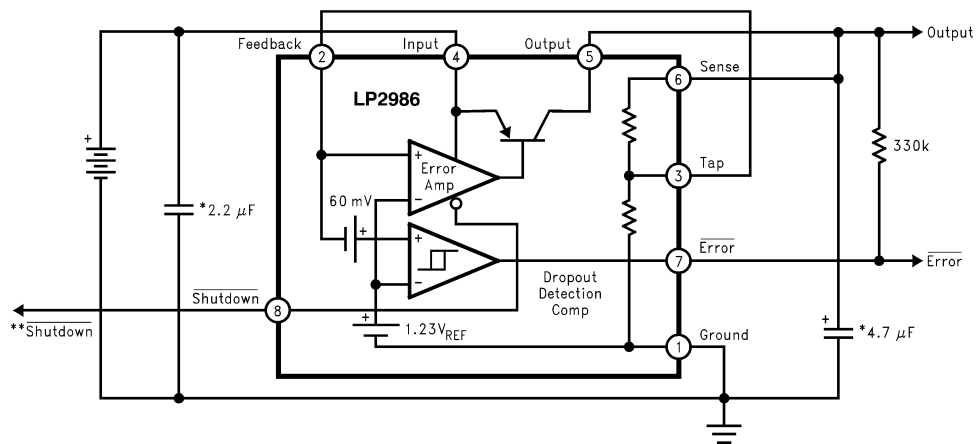 Feedback
2
Input
4
Output
5
Output
6
Sense
LP2986
+
+
Error
Amp
−
330k
3
Tap
60 mV
+
+
−
*2.2 μF
Error
7
Error
Dropout
Detection
Comp
Shutdown
8
**Shutdown
+
1.23VREF
+
*4.7 μF
Ground
1